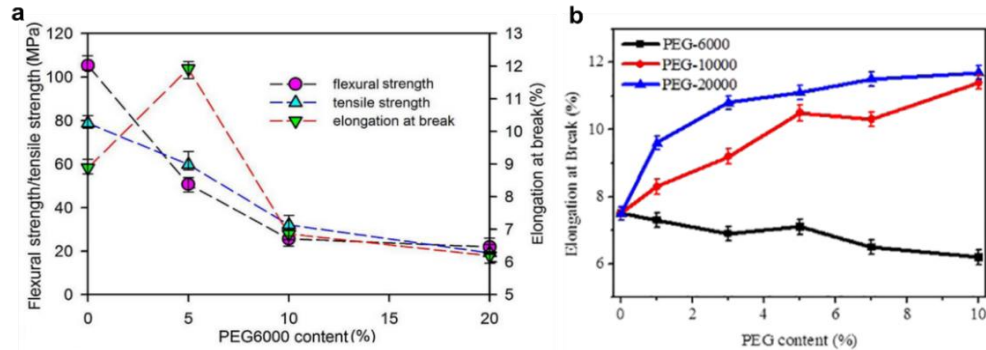 a
Flexural strength/tensile strength (MPa)
120
100
80
60
40
20
0
flexural strength
tensile strength
elongation at break
13
12
11
10
9
8
7
6
5
Elongation at break (%)
0 5 10 15 20
PEG6000 content (%)
b
Elongation at Break (%)
12
10
8
6
PEG-6000
PEG-10000
PEG-20000
0 2 4 6 8 10
PEG content (%)